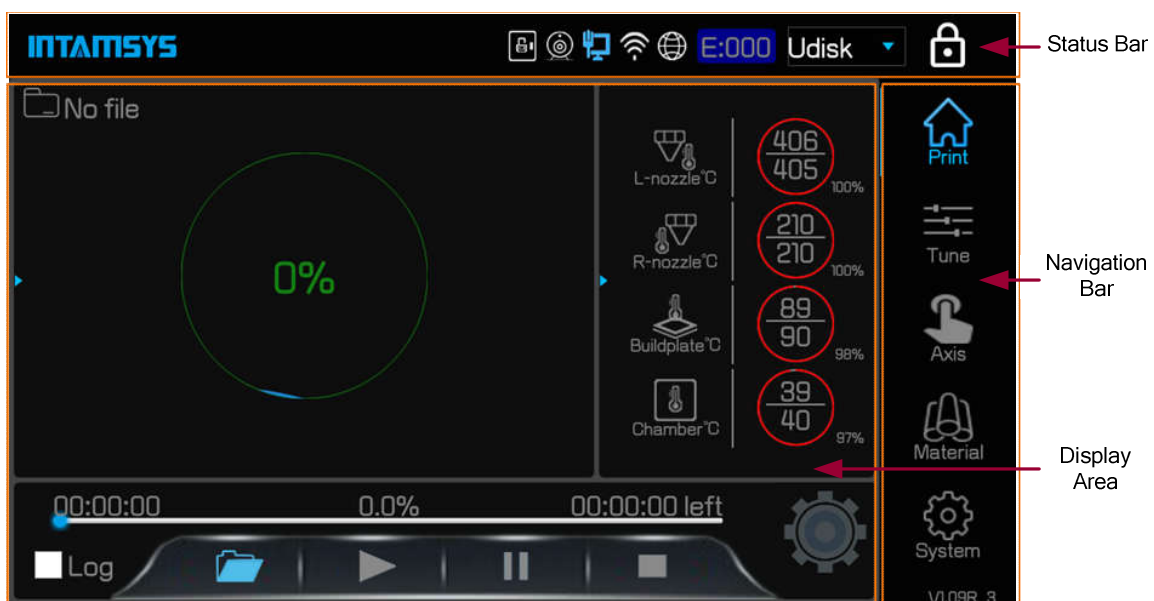 INTAMSYS
E:000 Udisk
Status Bar
No file
L-nozzle°C
406
405
100%
R-nozzle°C
210
210
100%
Buildplate°C
89
90
98%
Chamber°C
39
40
97%
Print
Tune
Axis
Material
System
Navigation
Bar
Display
Area
0%
00:00:00 0.0% 00:00:00 left
Log